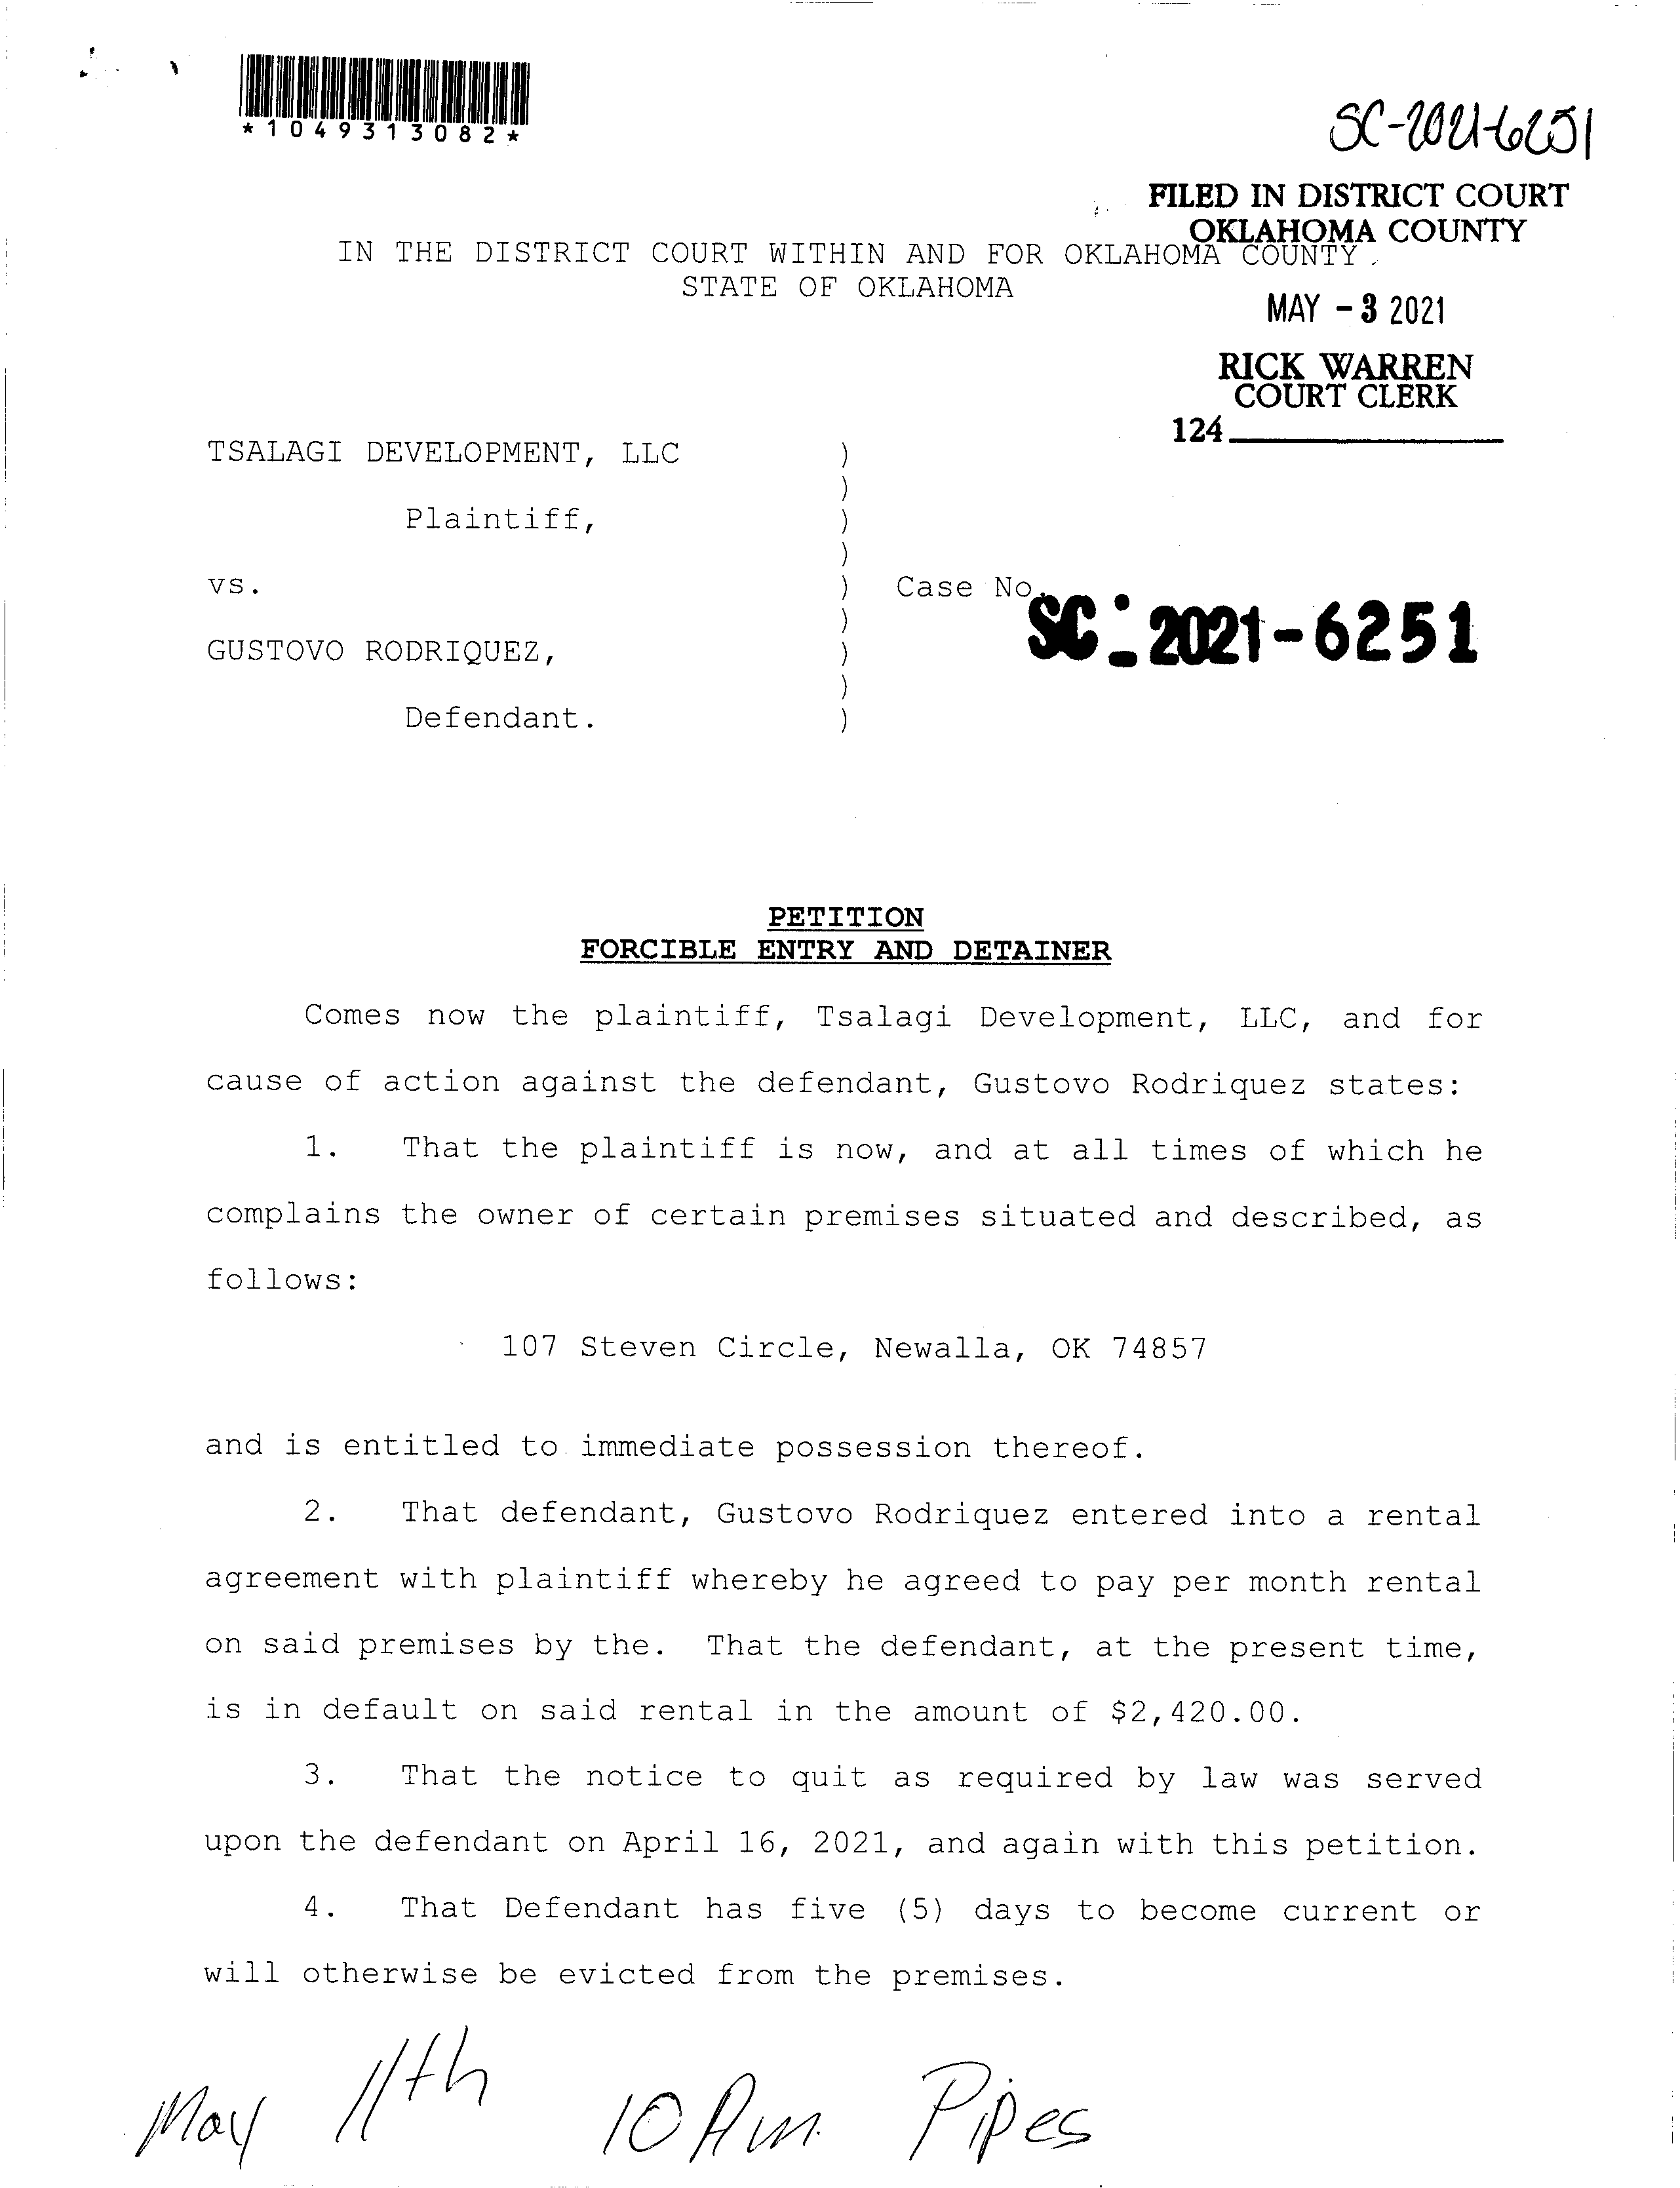 *1049313082*
SC-2021-6251
FILED IN DISTRICT COURT
OKLAHOMA COUNTY
IN THE DISTRICT COURT WITHIN AND FOR OKLAHOMA COUNTY
STATE OF OKLAHOMA
MAY -3 2021
RICK WARREN
COURT CLERK
124
TSALAGI DEVELOPMENT, LLC )
)
Plaintiff, )
)
vs. ) Case No.
) SC-2021-6251
GUSTOVO RODRIQUEZ, )
)
Defendant. )
PETITION
FORCIBLE ENTRY AND DETAINER
Comes now the plaintiff, Tsalagi Development, LLC, and for
cause of action against the defendant, Gustovo Rodriquez states:
1. That the plaintiff is now, and at all times of which he
complains the owner of certain premises situated and described, as
follows:
107 Steven Circle, Newalla, OK 74857
and is entitled to immediate possession thereof.
2. That defendant, Gustovo Rodriquez entered into a rental
agreement with plaintiff whereby he agreed to pay per month rental
on said premises by the. That the defendant, at the present time,
is in default on said rental in the amount of $2,420.00.
3. That the notice to quit as required by law was served
upon the defendant on April 16, 2021, and again with this petition.
4. That Defendant has five (5) days to become current or
will otherwise be evicted from the premises.
May 11th 10 Am Pipes